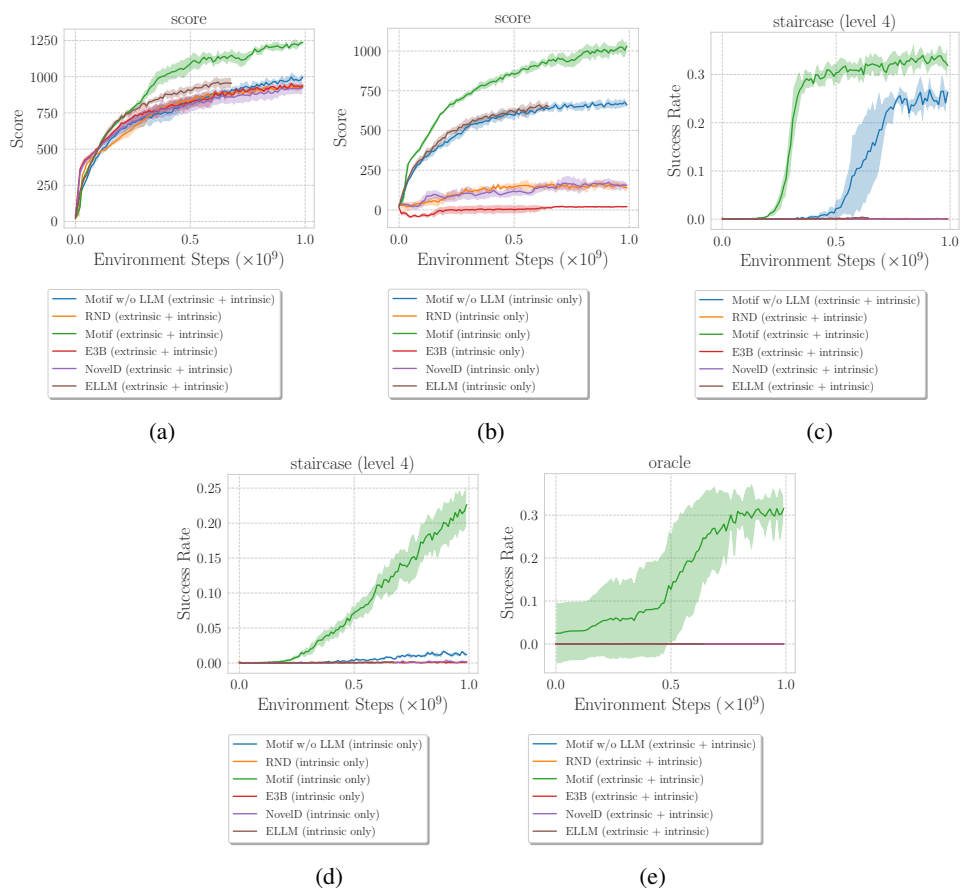 score
1250
1000
750
500
250
0
Score
0.0 0.5 1.0
Environment Steps (×10⁹)
Motif w/o LLM (extrinsic + intrinsic)
RND (extrinsic + intrinsic)
Motif (extrinsic + intrinsic)
E3B (extrinsic + intrinsic)
NovelD (extrinsic + intrinsic)
ELLM (extrinsic + intrinsic)
(a)
score
1000
750
500
250
0
Score
0.0 0.5 1.0
Environment Steps (×10⁹)
Motif w/o LLM (intrinsic only)
RND (intrinsic only)
Motif (intrinsic only)
E3B (intrinsic only)
NovelD (intrinsic only)
ELLM (intrinsic only)
(b)
staircase (level 4)
0.3
0.2
0.1
0.0
Success Rate
0.0 0.5 1.0
Environment Steps (×10⁹)
Motif w/o LLM (extrinsic + intrinsic)
RND (extrinsic + intrinsic)
Motif (extrinsic + intrinsic)
E3B (extrinsic + intrinsic)
NovelD (extrinsic + intrinsic)
ELLM (extrinsic + intrinsic)
(c)
staircase (level 4)
0.25
0.20
0.15
0.10
0.05
0.00
Success Rate
0.0 0.5 1.0
Environment Steps (×10⁹)
Motif w/o LLM (intrinsic only)
RND (intrinsic only)
Motif (intrinsic only)
E3B (intrinsic only)
NovelD (intrinsic only)
ELLM (intrinsic only)
(d)
oracle
0.3
0.2
0.1
0.0
Success Rate
0.0 0.5 1.0
Environment Steps (×10⁹)
Motif w/o LLM (extrinsic + intrinsic)
RND (extrinsic + intrinsic)
Motif (extrinsic + intrinsic)
E3B (extrinsic + intrinsic)
NovelD (extrinsic + intrinsic)
ELLM (extrinsic + intrinsic)
(e)